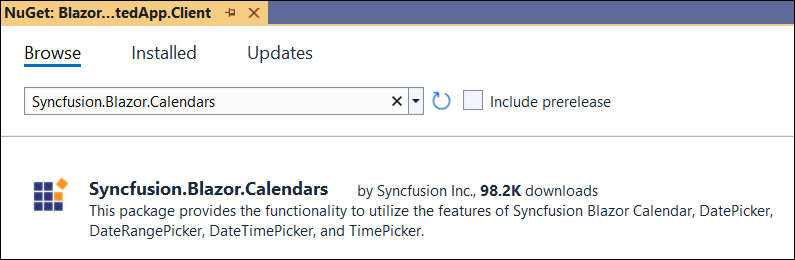 NuGet: Blazor...tedApp.Client
Browse Installed Updates
Syncfusion.Blazor.Calendars
Include prerelease
Syncfusion.Blazor.Calendars by Syncfusion Inc., 98.2K downloads
This package provides the functionality to utilize the features of Syncfusion Blazor Calendar, DatePicker,
DateRangePicker, DateTimePicker, and TimePicker.